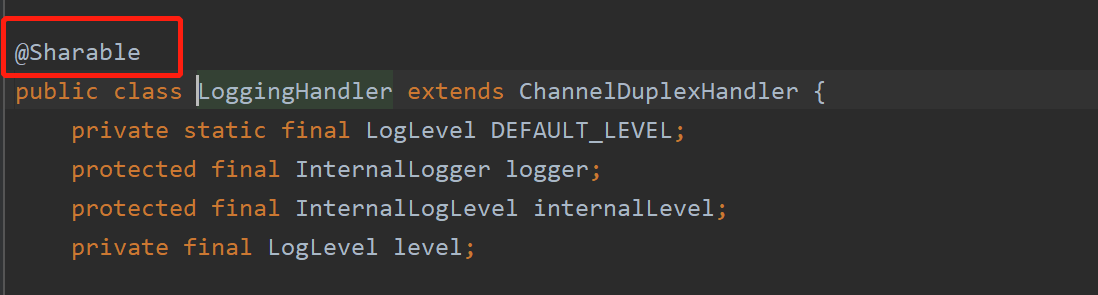 @Sharable
public class LoggingHandler extends ChannelDuplexHandler {
private static final LogLevel DEFAULT_LEVEL;
protected final InternalLogger logger;
protected final InternalLogLevel internalLevel;
private final LogLevel level;